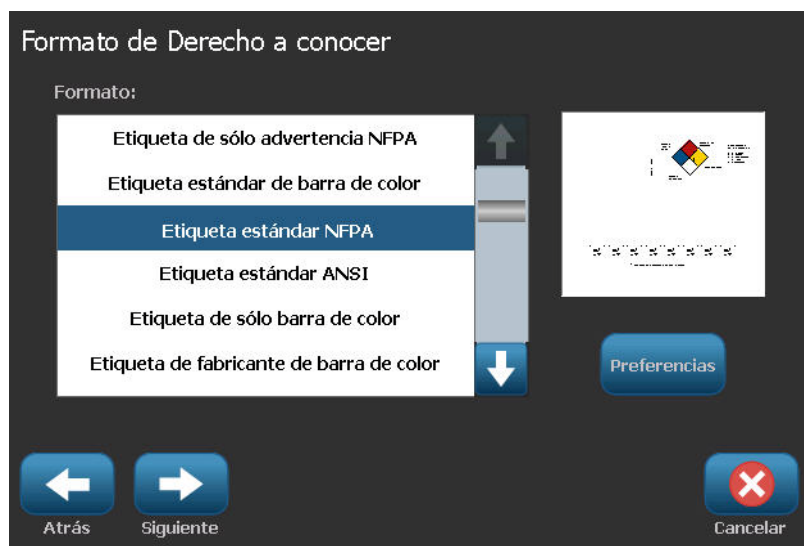 Formato de Derecho a conocer
Formato:
Etiqueta de sólo advertencia NFPA
Etiqueta estándar de barra de color
Etiqueta estándar NFPA
Etiqueta estándar ANSI
Etiqueta de sólo barra de color
Etiqueta de fabricante de barra de color
Preferencias
Atrás
Siguiente
Cancelar